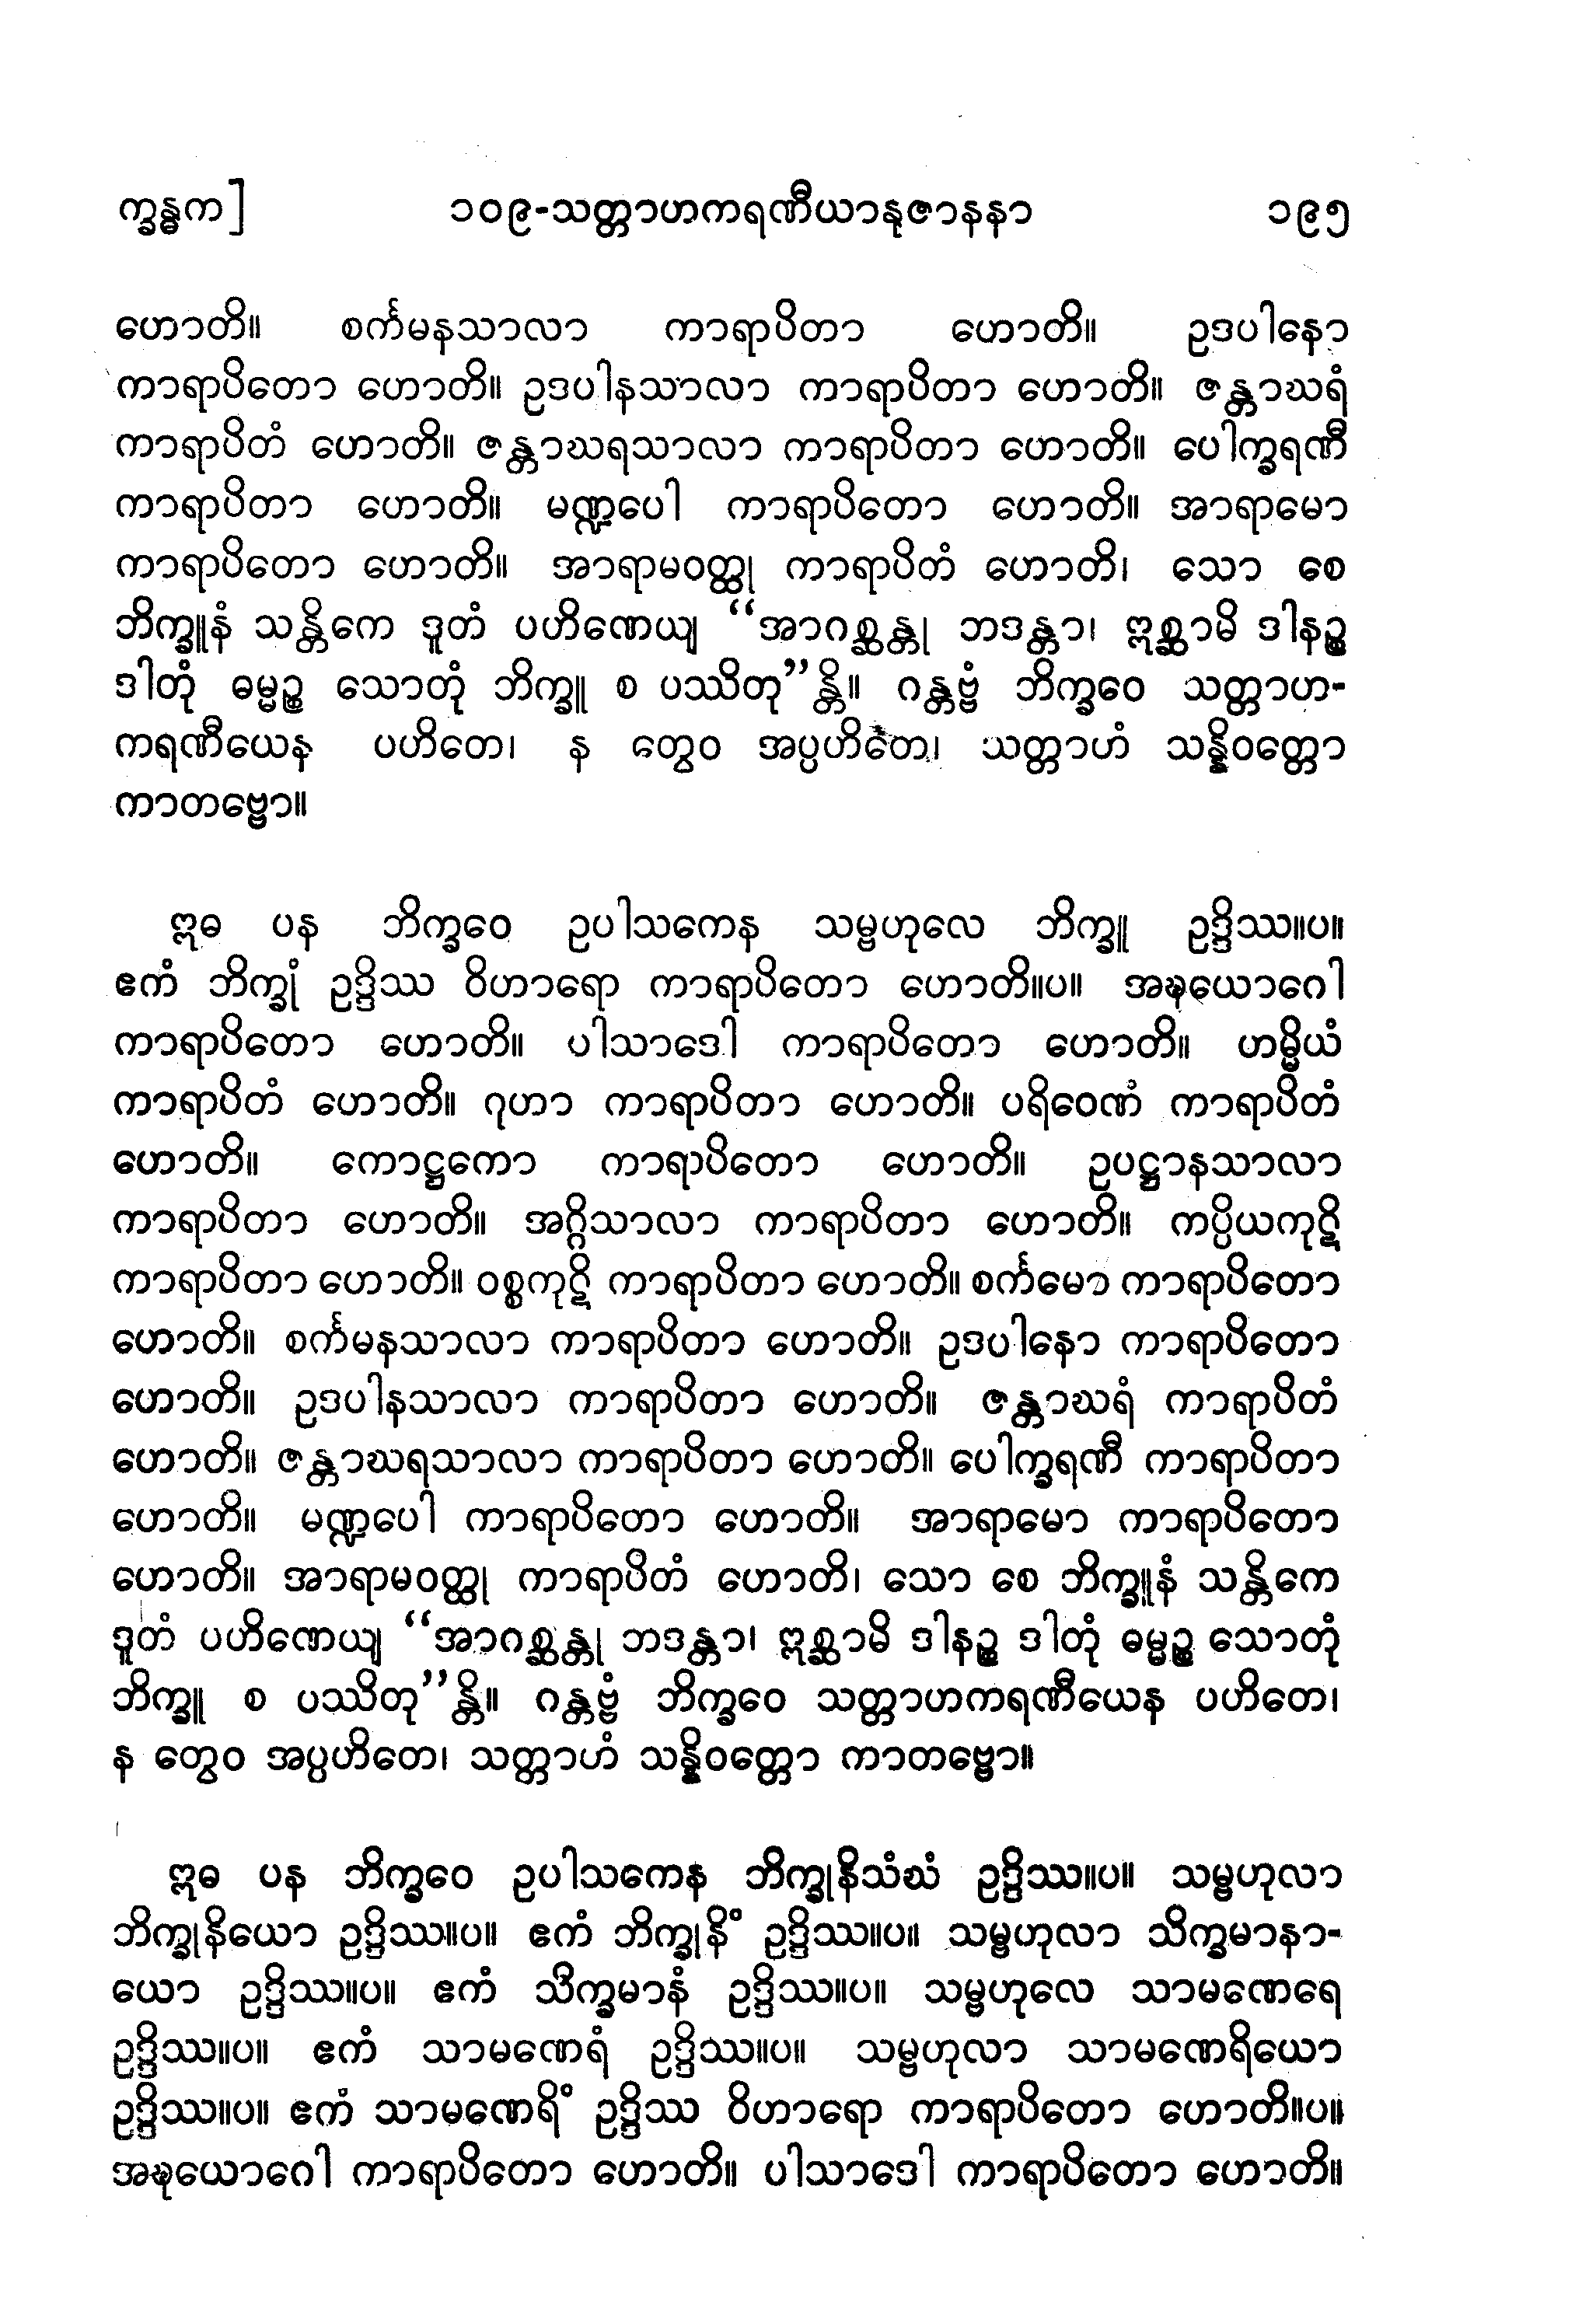 က္ခန္ဓက] ၁၀၉-သတ္တာဟကရဏီယာနုဇာနနာ ၁၉၅
ဟောတိ။ စင်္ကမနသာလာ ကာရာပိတာ ဟောတိ။ ဥဒပါနော
ကာရာပိတော ဟောတိ။ ဥဒပါနသာလာ ကာရာပိတာ ဟောတိ။ ဇန္တာဃရံ
ကာရာပိတံ ဟောတိ။ ဇန္တာဃရသာလာ ကာရာပိတာ ဟောတိ။ ပေါက္ခရဏီ
ကာရာပိတာ ဟောတိ။ မဏ္ဍပေါ ကာရာပိတော ဟောတိ။ အာရာမော
ကာရာပိတော ဟောတိ။ အာရာမဝတ္ထု ကာရာပိတံ ဟောတိ၊ သော စေ
ဘိက္ခူနံ သန္တိကေ ဒူတံ ပဟိဏေယျ “အာဂစ္ဆန္တု ဘဒန္တာ၊ ဣစ္ဆာမိ ဒါနဉ္စ
ဒါတုံ ဓမ္မဉ္စ သောတုံ ဘိက္ခူ စ ပဿိတု”န္တိ။ ဂန္တဗ္ဗံ ဘိက္ခဝေ သတ္တာဟ-
ကရဏီယေန ပဟိတေ၊ န တွေဝ အပ္ပဟိတေ၊ သတ္တာဟံ သန္နိဝတ္တော
ကာတဗ္ဗော။
ဣဓ ပန ဘိက္ခဝေ ဥပါသကေန သမ္ဗဟုလေ ဘိက္ခူ ဥဒ္ဒိဿ။ပ။
ဧကံ ဘိက္ခုံ ဥဒ္ဒိဿ ဝိဟာရော ကာရာပိတော ဟောတိ။ပ။ အဍ္ဎယောဂေါ
ကာရာပိတော ဟောတိ။ ပါသာဒေါ ကာရာပိတော ဟောတိ။ ဟမ္မိယံ
ကာရာပိတံ ဟောတိ။ ဂုဟာ ကာရာပိတာ ဟောတိ။ ပရိဝေဏံ ကာရာပိတံ
ဟောတိ။ ကောဋ္ဌကော ကာရာပိတော ဟောတိ။ ဥပဋ္ဌာနသာလာ
ကာရာပိတာ ဟောတိ။ အဂ္ဂိသာလာ ကာရာပိတာ ဟောတိ။ ကပ္ပိယကုဋိ
ကာရာပိတာ ဟောတိ။ ဝစ္စကုဋိ ကာရာပိတာ ဟောတိ။ စင်္ကမော ကာရာပိတော
ဟောတိ။ စင်္ကမနသာလာ ကာရာပိတာ ဟောတိ။ ဥဒပါနော ကာရာပိတော
ဟောတိ။ ဥဒပါနသာလာ ကာရာပိတာ ဟောတိ။ ဇန္တာဃရံ ကာရာပိတံ
ဟောတိ။ ဇန္တာဃရသာလာ ကာရာပိတာ ဟောတိ။ ပေါက္ခရဏီ ကာရာပိတာ
ဟောတိ။ မဏ္ဍပေါ ကာရာပိတော ဟောတိ။ အာရာမော ကာရာပိတော
ဟောတိ။ အာရာမဝတ္ထု ကာရာပိတံ ဟောတိ၊ သော စေ ဘိက္ခူနံ သန္တိကေ
ဒူတံ ပဟိဏေယျ “အာဂစ္ဆန္တု ဘဒန္တာ၊ ဣစ္ဆာမိ ဒါနဉ္စ ဒါတုံ ဓမ္မဉ္စ သောတုံ
ဘိက္ခူ စ ပဿိတု”န္တိ။ ဂန္တဗ္ဗံ ဘိက္ခဝေ သတ္တာဟကရဏီယေန ပဟိတေ၊
န တွေဝ အပ္ပဟိတေ၊ သတ္တာဟံ သန္နိဝတ္တော ကာတဗ္ဗော။
ဣဓ ပန ဘိက္ခဝေ ဥပါသကေန ဘိက္ခုနိသံဃံ ဥဒ္ဒိဿ။ပ။ သမ္ဗဟုလာ
ဘိက္ခုနိယော ဥဒ္ဒိဿ။ပ။ ဧကံ ဘိက္ခုနိံ ဥဒ္ဒိဿ။ပ။ သမ္ဗဟုလာ သိက္ခမာနာ-
ယော ဥဒ္ဒိဿ။ပ။ ဧကံ သိက္ခမာနံ ဥဒ္ဒိဿ။ပ။ သမ္ဗဟုလေ သာမဏေရေ
ဥဒ္ဒိဿ။ပ။ ဧကံ သာမဏေရံ ဥဒ္ဒိဿ။ပ။ သမ္ဗဟုလာ သာမဏေရိယော
ဥဒ္ဒိဿ။ပ။ ဧကံ သာမဏေရိံ ဥဒ္ဒိဿ ဝိဟာရော ကာရာပိတော ဟောတိ။ပ။
အဍ္ဎယောဂေါ ကာရာပိတော ဟောတိ။ ပါသာဒေါ ကာရာပိတော ဟောတိ။